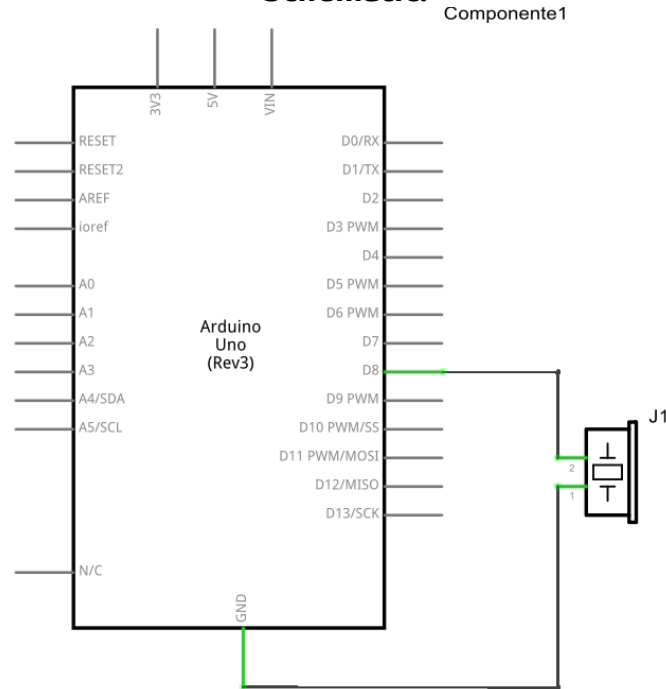 Componente1
3V3
5V
VIN
RESET
RESET2
AREF
ioref
A0
A1
A2
A3
A4/SDA
A5/SCL
N/C
Arduino
Uno
(Rev3)
D0/RX
D1/TX
D2
D3 PWM
D4
D5 PWM
D6 PWM
D7
D8
D9 PWM
D10 PWM/SS
D11 PWM/MOSI
D12/MISO
D13/SCK
GND
J1
2
1